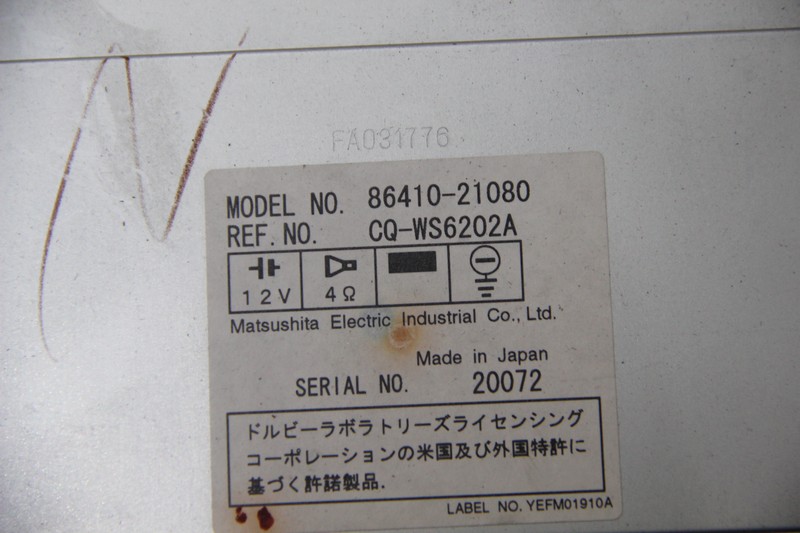 N
FA031776
MODEL NO. 86410-21080
REF. NO. CQ-WS6202A
12V 4Ω
Matsushita Electric Industrial Co., Ltd.
Made in Japan
SERIAL NO. 20072
ドルビーラボラトリーズライセンシング
コーポレーションの米国及び外国特許に
基づく許諾製品.
LABEL NO. YEFM01910A